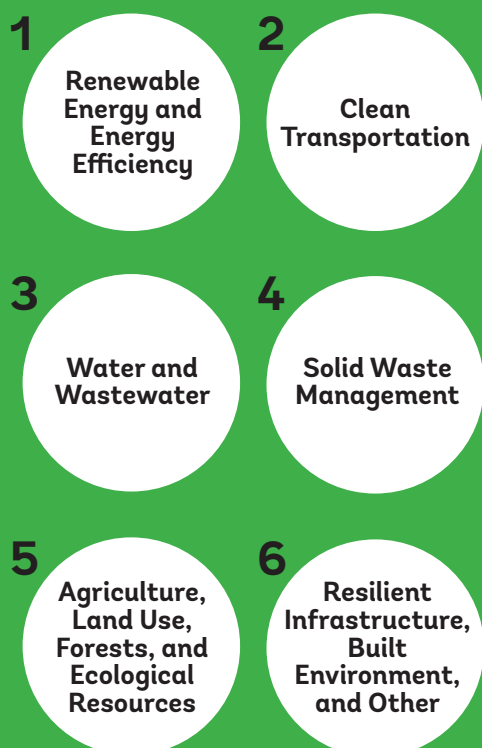 1
Renewable
Energy and
Energy
Efficiency
2
Clean
Transportation
3
Water and
Wastewater
4
Solid Waste
Management
5
Agriculture,
Land Use,
Forests, and
Ecological
Resources
6
Resilient
Infrastructure,
Built
Environment,
and Other